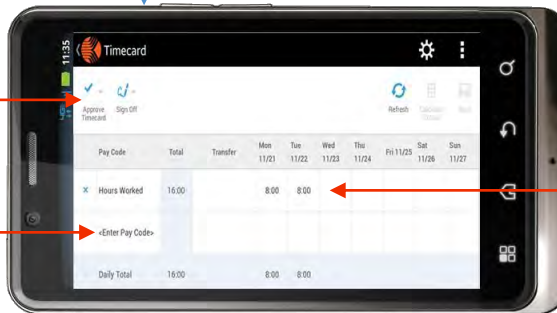 11:35
Timecard
Approve Timecard
Sign Off
Refresh
Pay Code Total Transfer Mon 11/21 Tue 11/22 Wed 11/23 Thu 11/24 Fri 11/25 Sat 11/26 Sun 11/27
× Hours Worked 16:00 8:00 8:00
<Enter Pay Code>
Daily Total 16:00 8:00 8:00